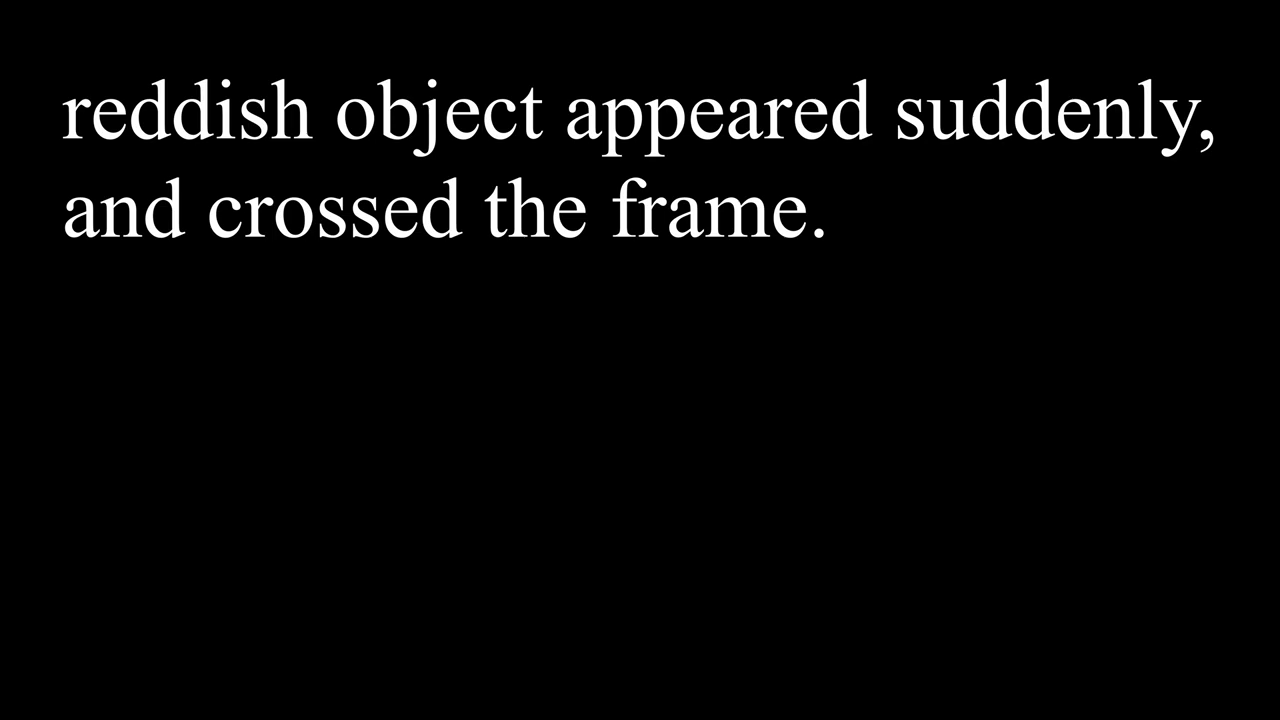 reddish object appeared suddenly,
and crossed the frame.